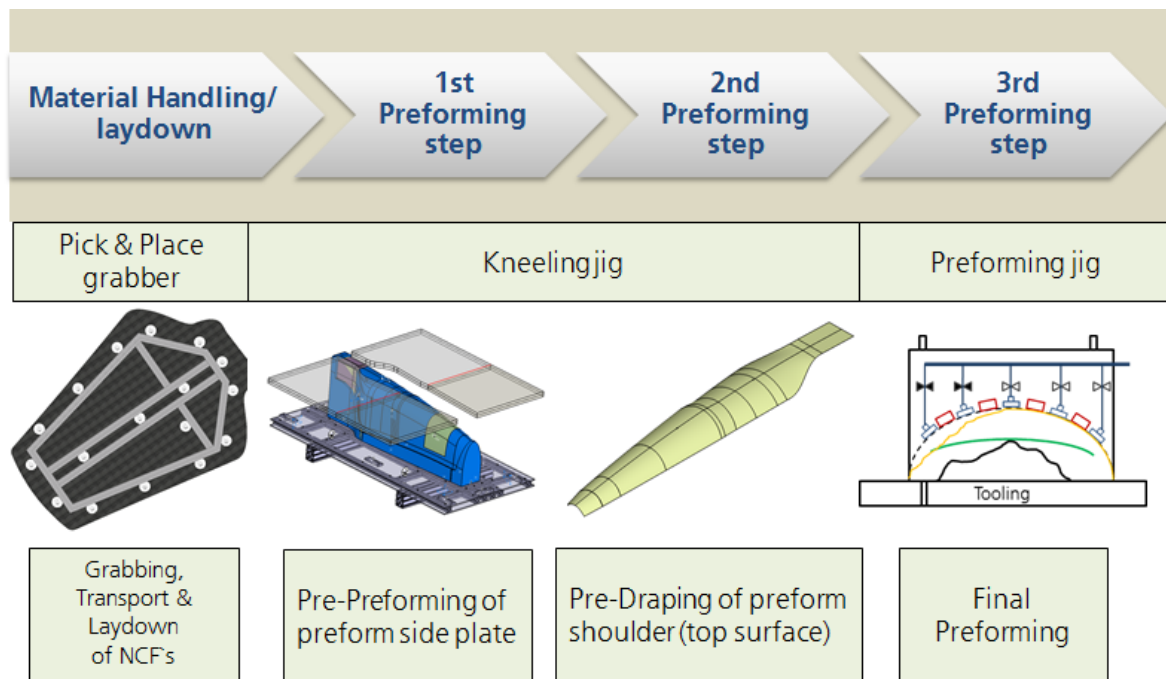 Material Handling/
laydown
1st
Preforming
step
2nd
Preforming
step
3rd
Preforming
step
Pick & Place
grabber
Kneeling jig
Preforming jig
Tooling
Grabbing,
Transport &
Laydown
of NCF`s
Pre-Preforming of
preform side plate
Pre-Draping of preform
shoulder (top surface)
Final
Preforming